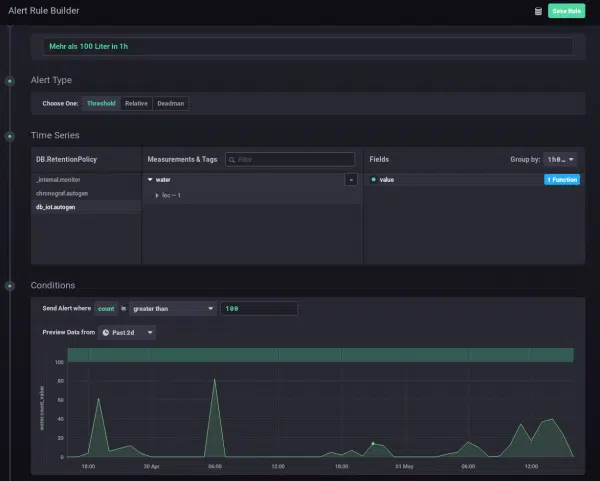 Alert Rule Builder
Save Rule
Mehr als 100 Liter in 1h
Alert Type
Choose One: Threshold Relative Deadman
Time Series
DB.RetentionPolicy Measurements & Tags Filter Fields Group by: 1h0...
_internal.monitor water value 1 Function
chronograf.autogen loc — 1
db_iot.autogen
Conditions
Send Alert where count is greater than 100
Preview Data from Past 2d
100
80
60
40
20
0
water.count_value
18:00 30 Apr 06:00 12:00 18:00 01 May 06:00 12:00